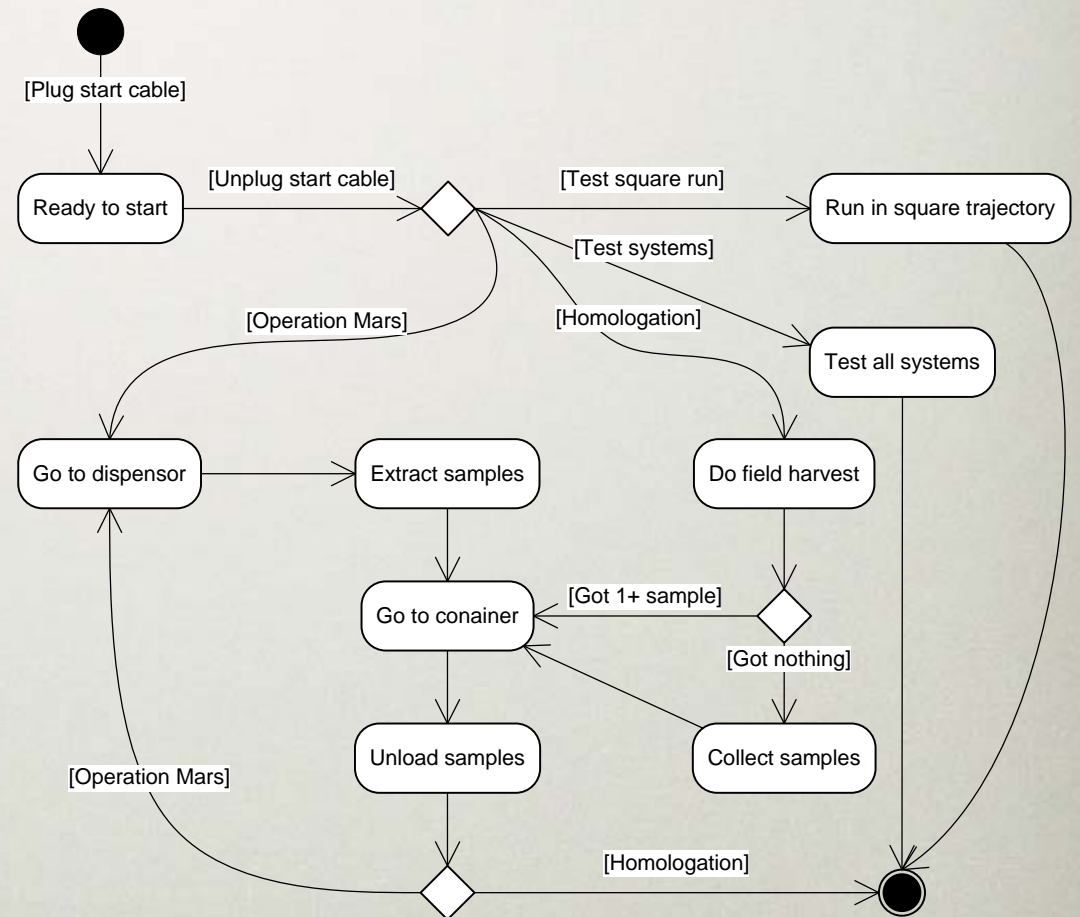 [Plug start cable]
Ready to start
[Unplug start cable]
[Test square run]
Run in square trajectory
[Test systems]
[Operation Mars]
[Homologation]
Test all systems
Go to dispensor
Extract samples
Do field harvest
Go to conainer
[Got 1+ sample]
[Got nothing]
Unload samples
Collect samples
[Operation Mars]
[Homologation]